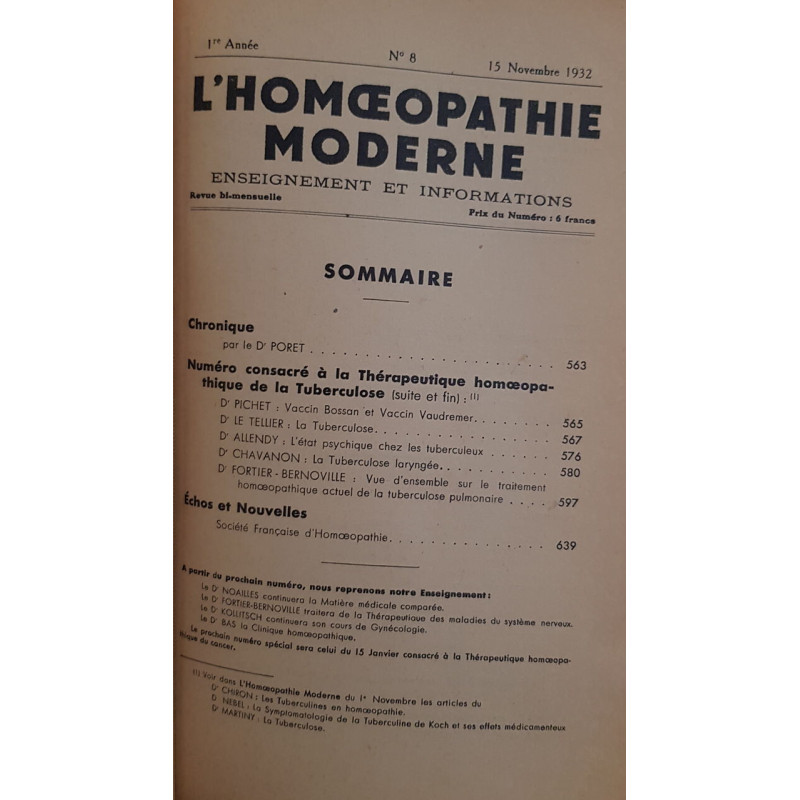 1re Année
N° 8
15 Novembre 1932
L'HOMŒOPATHIE
MODERNE
ENSEIGNEMENT ET INFORMATIONS
Revue bi-mensuelle
Prix du Numéro : 6 francs
SOMMAIRE
Chronique
par le Dr PORET . . . . . . . . . . . . . . . . . . . . . . 563
Numéro consacré à la Thérapeutique homœopa-
thique de la Tuberculose (suite et fin) : (1)
Dr PICHET : Vaccin Bossan et Vaccin Vaudremer. . . . . . . . 565
Dr LE TELLIER : La Tuberculose. . . . . . . . . . . . . . . . 567
Dr ALLENDY : L'état psychique chez les tuberculeux . . . . . . 576
Dr CHAVANON : La Tuberculose laryngée. . . . . . . . . . . 580
Dr FORTIER-BERNOVILLE : Vue d'ensemble sur le traitement
homœopathique actuel de la tuberculose pulmonaire . . . . 597
Échos et Nouvelles
Société Française d'Homœopathie. . . . . . . . . . . . . . 639
A partir du prochain numéro, nous reprenons notre Enseignement :
Le Dr NOAILLES continuera la Matière médicale comparée.
Le Dr FORTIER-BERNOVILLE traitera de la Thérapeutique des maladies du système nerveux.
Le Dr KOLLITSCH continuera son cours de Gynécologie.
Le Dr BAS la Clinique homœopathique.
Le prochain numéro spécial sera celui du 15 Janvier consacré à la Thérapeutique homœopa-
thique du cancer.
(1) Voir dans L'Homœopathie Moderne du 1er Novembre les articles du
Dr CHIRON : Les Tuberculines en homœopathie.
Dr NEBEL : La Symptomatologie de la Tuberculine de Koch et ses effets médicamenteux
Dr MARTINY : La Tuberculose.